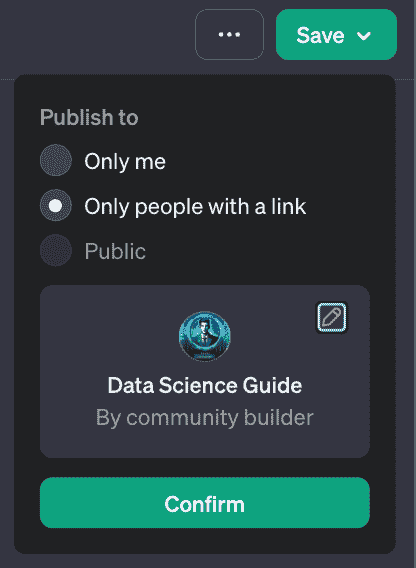 Save
Publish to
Only me
Only people with a link
Public
Data Science Guide
By community builder
Confirm